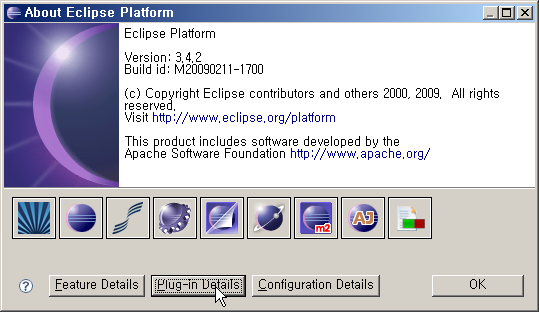 About Eclipse Platform
Eclipse Platform
Version: 3.4.2
Build id: M20090211-1700
(c) Copyright Eclipse contributors and others 2000, 2009.  All rights
reserved.
Visit http://www.eclipse.org/platform
This product includes software developed by the
Apache Software Foundation http://www.apache.org/
m2
AJ
?
Feature Details
Plug-in Details
Configuration Details
OK